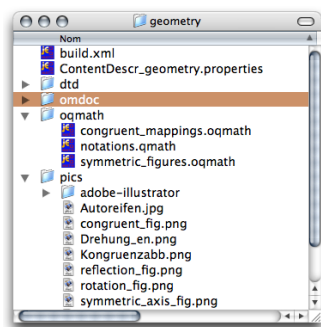 geometry
Nom
build.xml
ContentDescr_geometry.properties
dtd
omdoc
oqmath
congruent_mappings.oqmath
notations.qmath
symmetric_figures.oqmath
pics
adobe-illustrator
Autoreifen.jpg
congruent_fig.png
Drehung_en.png
Kongruenzabb.png
reflection_fig.png
rotation_fig.png
symmetric_axis_fig.png